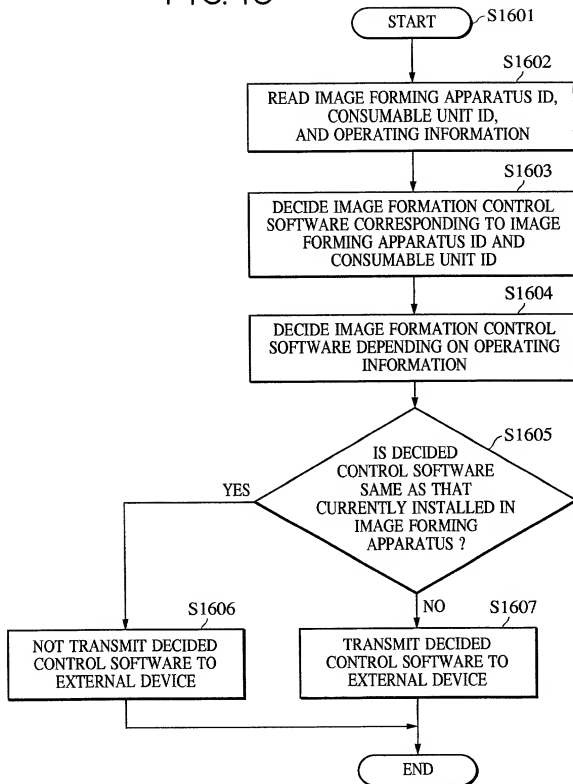 FIG. 16
START
S1601
S1602
READ IMAGE FORMING APPARATUS ID,
CONSUMABLE UNIT ID,
AND OPERATING INFORMATION
S1603
DECIDE IMAGE FORMATION CONTROL
SOFTWARE CORRESPONDING TO IMAGE
FORMING APPARATUS ID AND
CONSUMABLE UNIT ID
S1604
DECIDE IMAGE FORMATION CONTROL
SOFTWARE DEPENDING ON OPERATING
INFORMATION
S1605
IS DECIDED
CONTROL SOFTWARE
SAME AS THAT
CURRENTLY INSTALLED IN
IMAGE FORMING
APPARATUS ?
YES
NO
S1606
NOT TRANSMIT DECIDED
CONTROL SOFTWARE TO
EXTERNAL DEVICE
S1607
TRANSMIT DECIDED
CONTROL SOFTWARE TO
EXTERNAL DEVICE
END